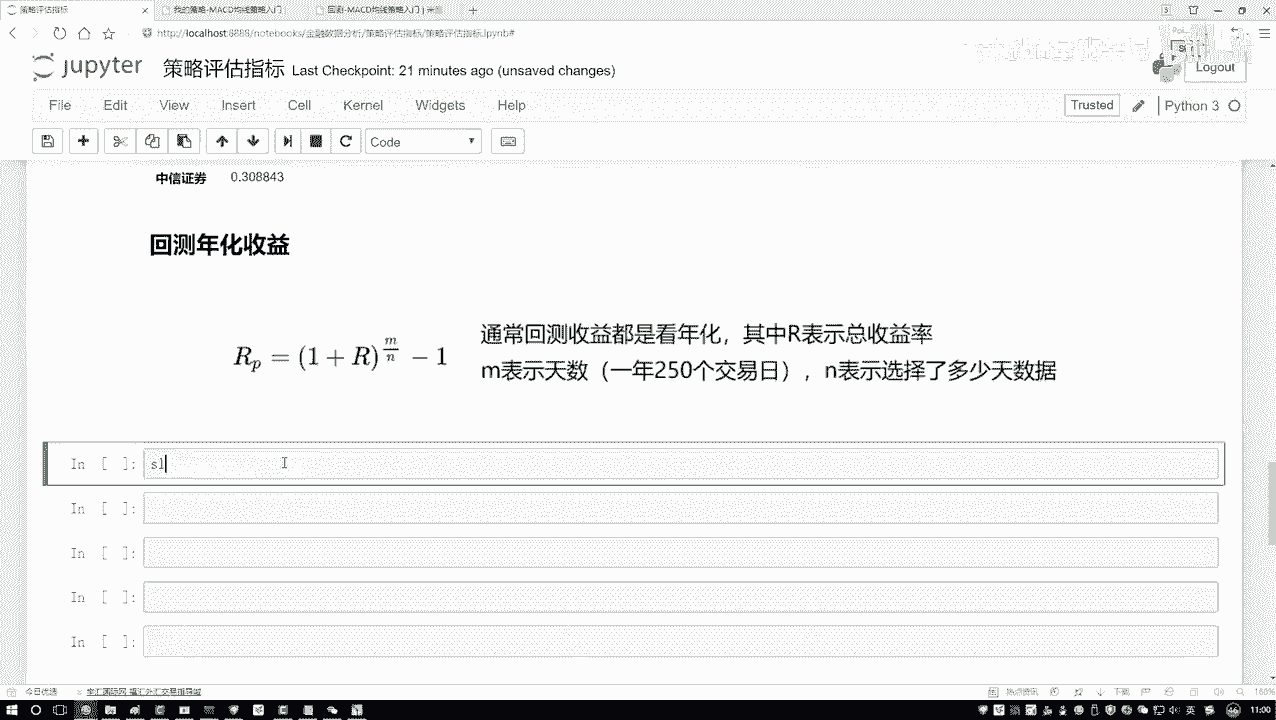 策略评估指标
我的策略-MACD均线策略入门
回测-MACD均线策略入门
http://localhost:8888/notebooks/金融数据分析/策略评估指标/策略评估指标.ipynb#
jupyter 策略评估指标 Last Checkpoint: 21 minutes ago (unsaved changes)
Logout
File Edit View Insert Cell Kernel Widgets Help
Trusted Python 3
Code
中信证券 0.308843
回测年化收益
R_p = (1 + R)^{m/n} − 1
通常回测收益都是看年化，其中R表示总收益率
m表示天数（一年250个交易日），n表示选择了多少天数据
In [ ]: sl
In [ ]:
In [ ]:
In [ ]:
In [ ]:
今日优选
热点资讯 下载 168%
英 11:00